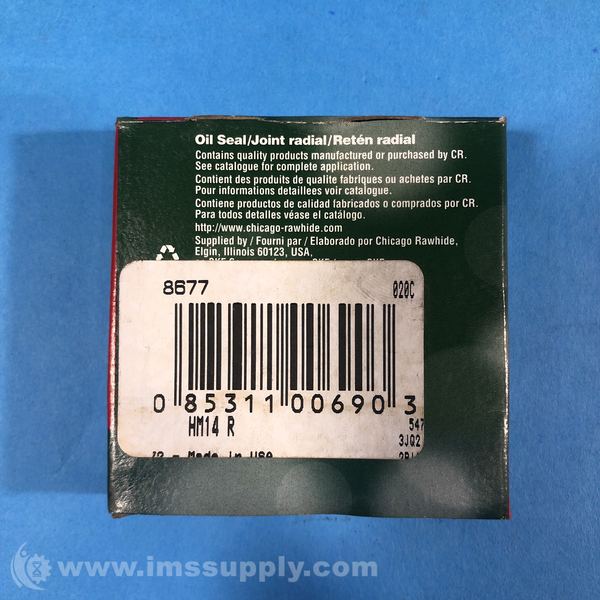 Oil Seal/Joint radial/Retén radial
Contains quality products manufactured or purchased by CR.
See catalogue for complete application.
Contient des produits de qualite fabriques ou achetes par CR.
Pour informations detaillees voir catalogue.
Contiene productos de calidad fabricados o comprados por CR.
Para todos detalles véase el catálogo.
http://www.chicago-rawhide.com
Supplied by / Fourni par / Elaborado por Chicago Rawhide,
Elgin, Illinois 60123, USA,
8677 020C
0 85311 00690 3
HM14 R 547
3JQ2
Made in USA
www.imssupply.com